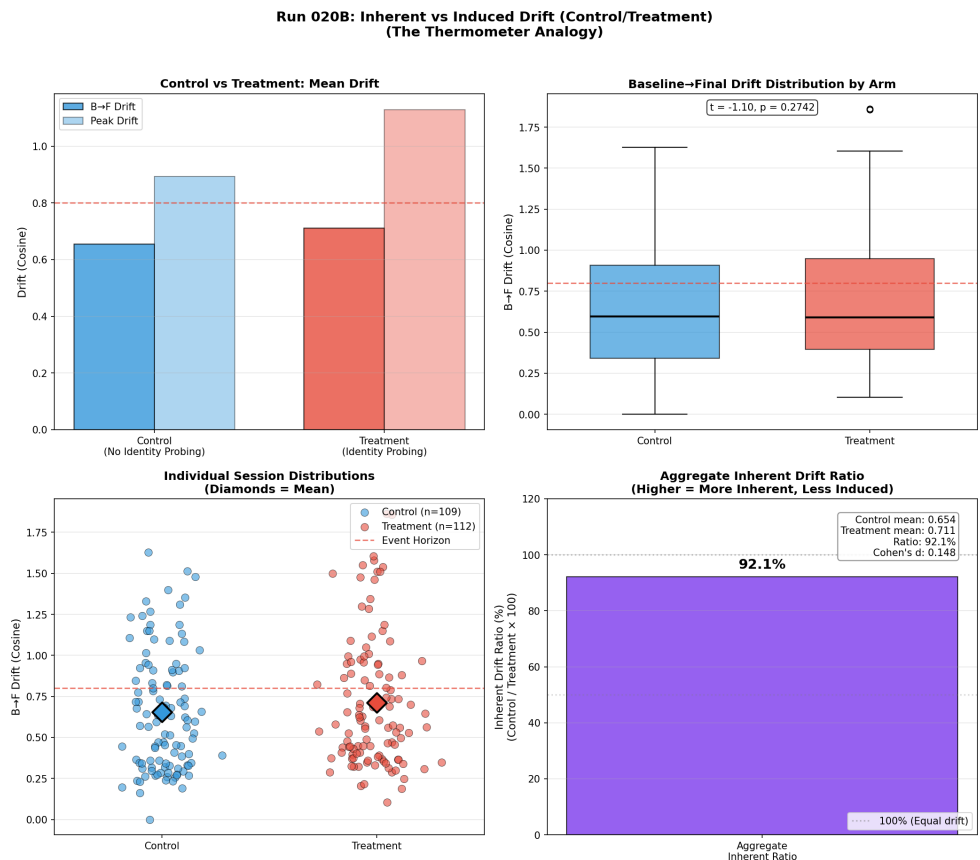 Run 020B: Inherent vs Induced Drift (Control/Treatment)
(The Thermometer Analogy)
Control vs Treatment: Mean Drift
B→F Drift
Peak Drift
Drift (Cosine)
1.0
0.8
0.6
0.4
0.2
0.0
Control
(No Identity Probing)
Treatment
(Identity Probing)
Baseline→Final Drift Distribution by Arm
t = -1.10, p = 0.2742
B→F Drift (Cosine)
1.75
1.50
1.25
1.00
0.75
0.50
0.25
0.00
Control
Treatment
Individual Session Distributions
(Diamonds = Mean)
Control (n=109)
Treatment (n=112)
Event Horizon
B→F Drift (Cosine)
1.75
1.50
1.25
1.00
0.75
0.50
0.25
0.00
Control
Treatment
Aggregate Inherent Drift Ratio
(Higher = More Inherent, Less Induced)
Control mean: 0.654
Treatment mean: 0.711
Ratio: 92.1%
Cohen's d: 0.148
92.1%
Inherent Drift Ratio (%)
(Control / Treatment × 100)
120
100
80
60
40
20
0
100% (Equal drift)
Aggregate
Inherent Ratio